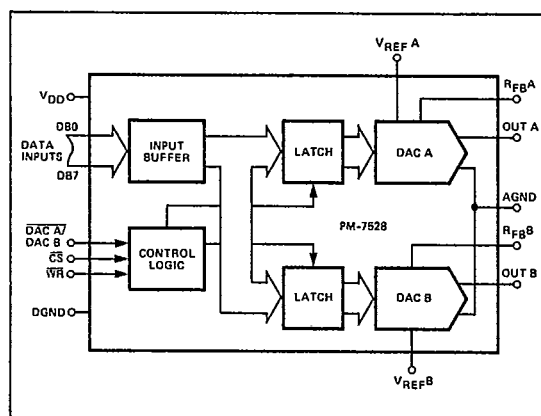 VREF A
RFBA
VDD
DB0
DATA
INPUTS
DB7
INPUT
BUFFER
LATCH
DAC A
OUT A
AGND
PM-7528
DAC A/
DAC B
CS
WR
CONTROL
LOGIC
RFBB
OUT B
LATCH
DAC B
DGND
VREFB